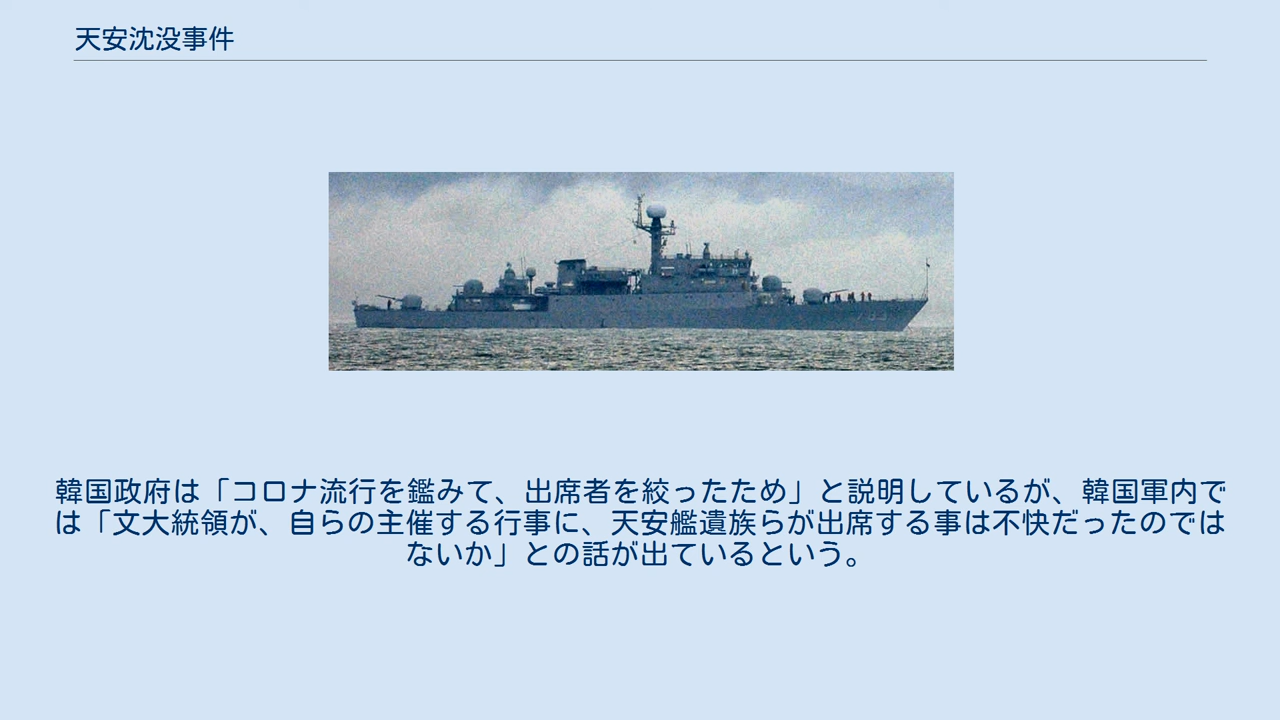 天安沈没事件
韓国政府は「コロナ流行を鑑みて、出席者を絞ったため」と説明しているが、韓国軍内で
は「文大統領が、自らの主催する行事に、天安艦遺族らが出席する事は不快だったのでは
ないか」との話が出ているという。